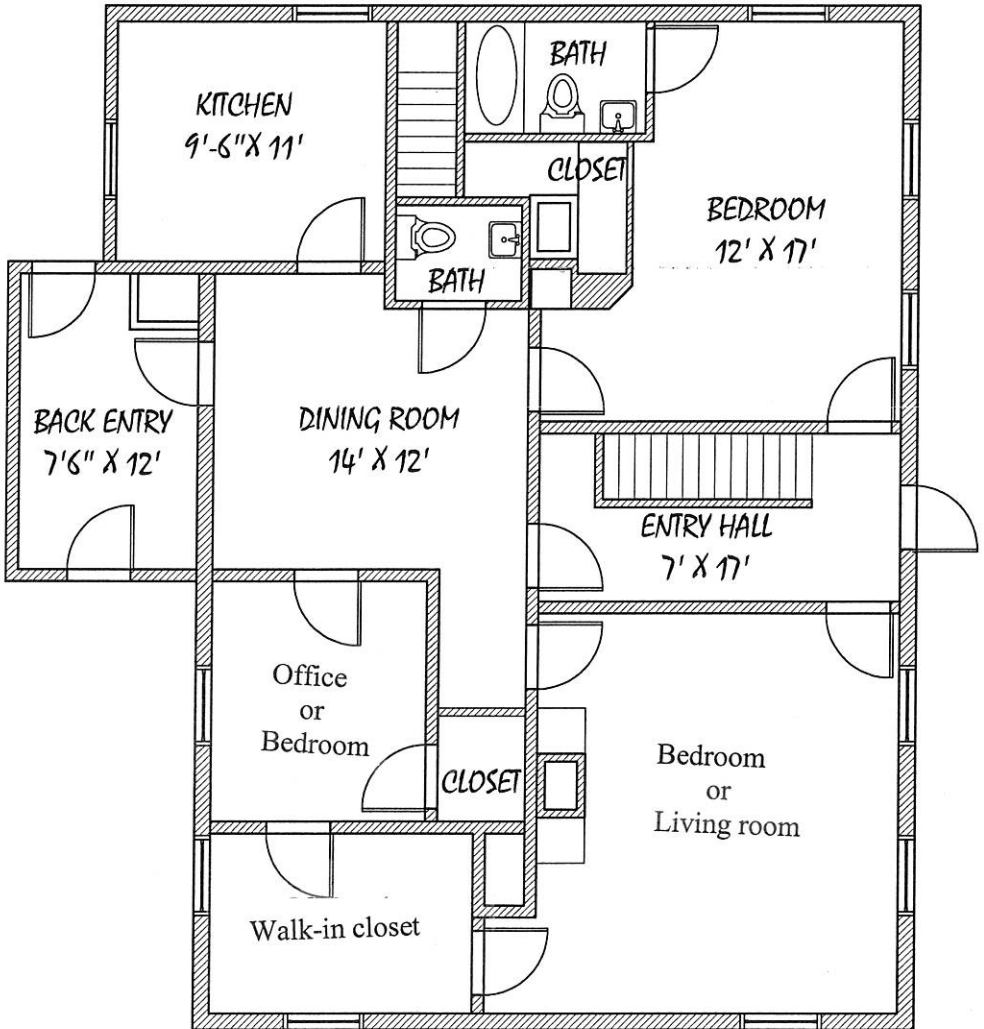 KITCHEN
9'-6"X 11'
BATH
CLOSET
BEDROOM
12' X 17'
BATH
BACK ENTRY
7'6" X 12'
DINING ROOM
14' X 12'
ENTRY HALL
7' X 17'
Office
or
Bedroom
CLOSET
Bedroom
or
Living room
Walk-in closet